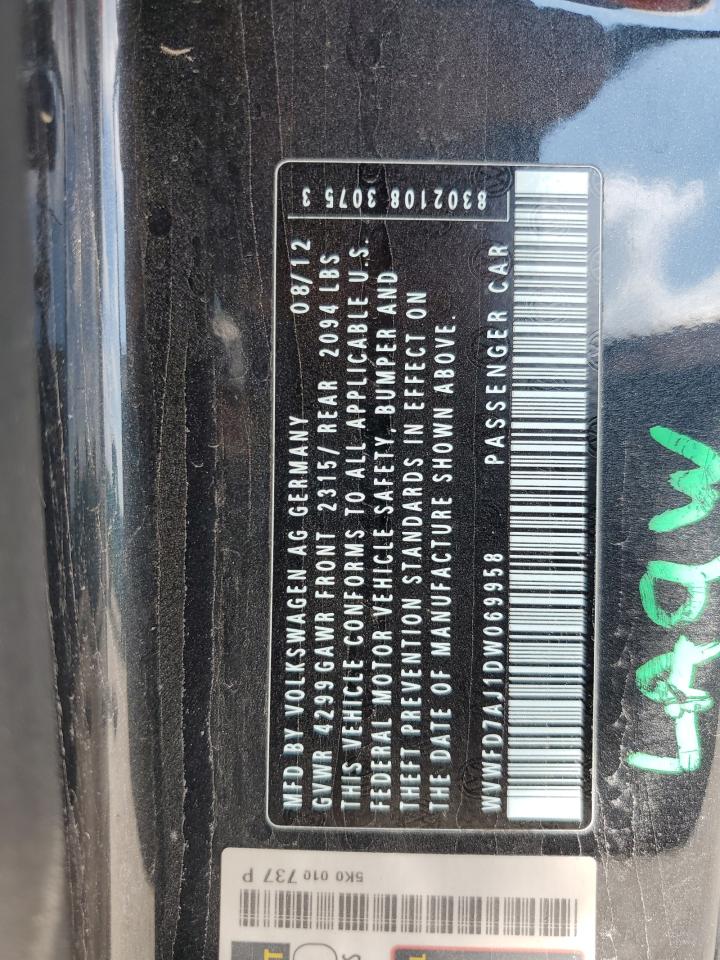 MFD BY VOLKSWAGEN AG GERMANY 08/12
GVWR 4299 GAWR FRONT 2315/ REAR 2094 LBS
THIS VEHICLE CONFORMS TO ALL APPLICABLE U.S.
FEDERAL MOTOR VEHICLE SAFETY, BUMPER AND
THEFT PREVENTION STANDARDS IN EFFECT ON
THE DATE OF MANUFACTURE SHOWN ABOVE.
WVWFD7AJ1DW069958 PASSENGER CAR
8302108 3075 3
5K0 010 737 P